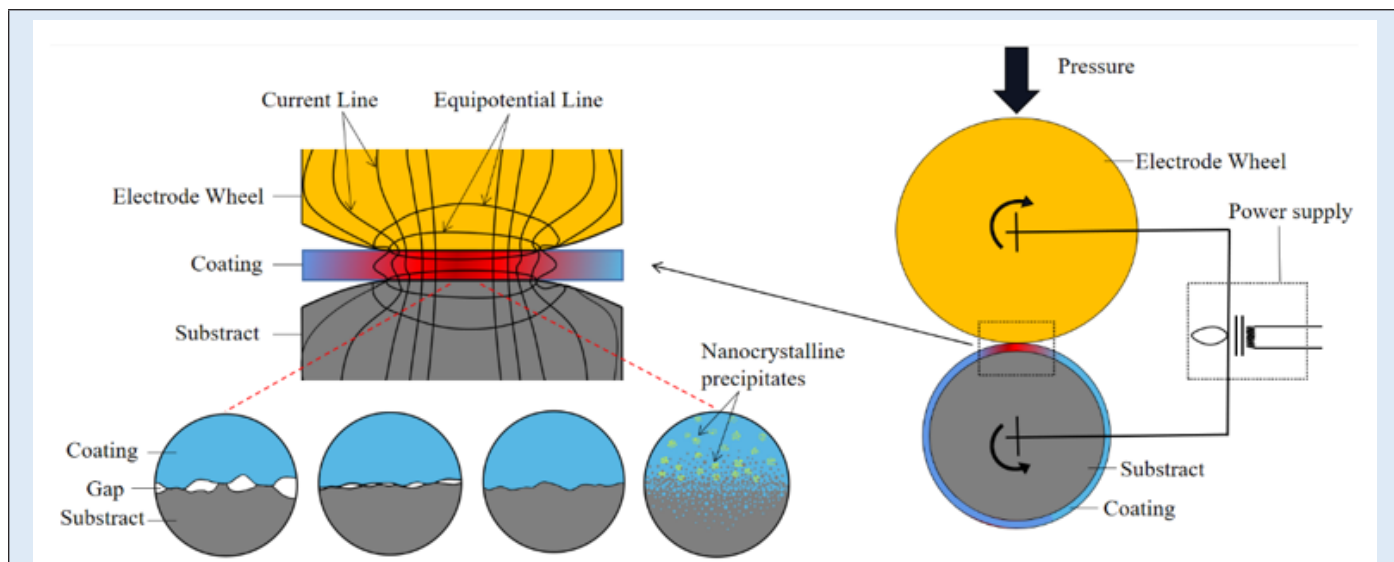 Current Line
Equipotential Line
Electrode Wheel
Coating
Substract
Nanocrystalline
precipitates
Coating
Gap
Substract
Pressure
Electrode Wheel
Power supply
Substract
Coating